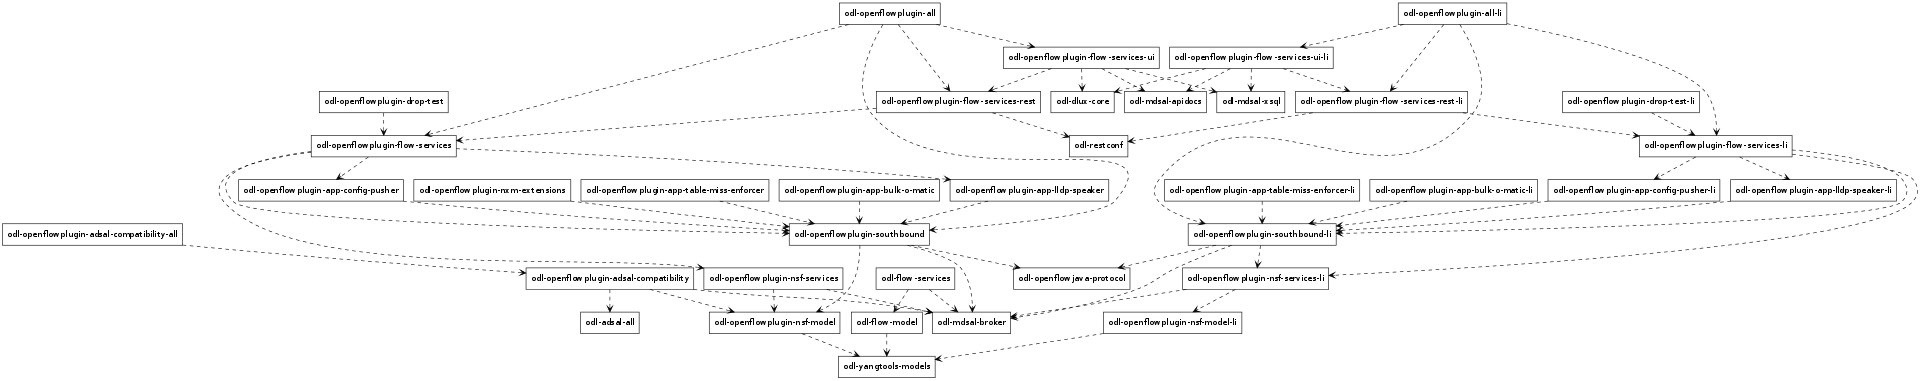 odl-openflowplugin-all
odl-openflowplugin-all-li
odl-openflowplugin-flow-services-ui
odl-openflowplugin-flow-services-ui-li
odl-openflowplugin-drop-test
odl-openflowplugin-flow-services-rest
odl-dlux-core
odl-mdsal-apidocs
odl-mdsal-xsql
odl-openflowplugin-flow-services-rest-li
odl-openflowplugin-drop-test-li
odl-openflowplugin-flow-services
odl-restconf
odl-openflowplugin-flow-services-li
odl-openflowplugin-app-config-pusher
odl-openflowplugin-nxm-extensions
odl-openflowplugin-app-table-miss-enforcer
odl-openflowplugin-app-bulk-o-matic
odl-openflowplugin-app-lldp-speaker
odl-openflowplugin-app-table-miss-enforcer-li
odl-openflowplugin-app-bulk-o-matic-li
odl-openflowplugin-app-config-pusher-li
odl-openflowplugin-app-lldp-speaker-li
odl-openflowplugin-adsal-compatibility-all
odl-openflowplugin-southbound
odl-openflowplugin-southbound-li
odl-openflowplugin-adsal-compatibility
odl-openflowplugin-nsf-services
odl-flow-services
odl-openflowjava-protocol
odl-openflowplugin-nsf-services-li
odl-adsal-all
odl-openflowplugin-nsf-model
odl-flow-model
odl-mdsal-broker
odl-openflowplugin-nsf-model-li
odl-yangtools-models